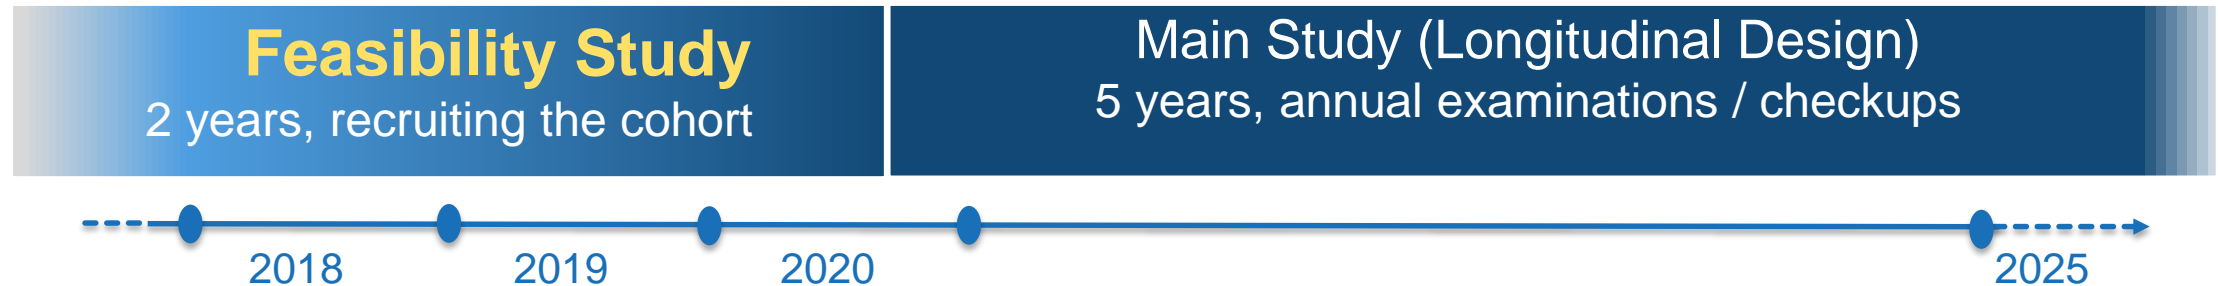 Feasibility Study
2 years, recruiting the cohort
Main Study (Longitudinal Design)
5 years, annual examinations / checkups
2018 2019 2020 2025